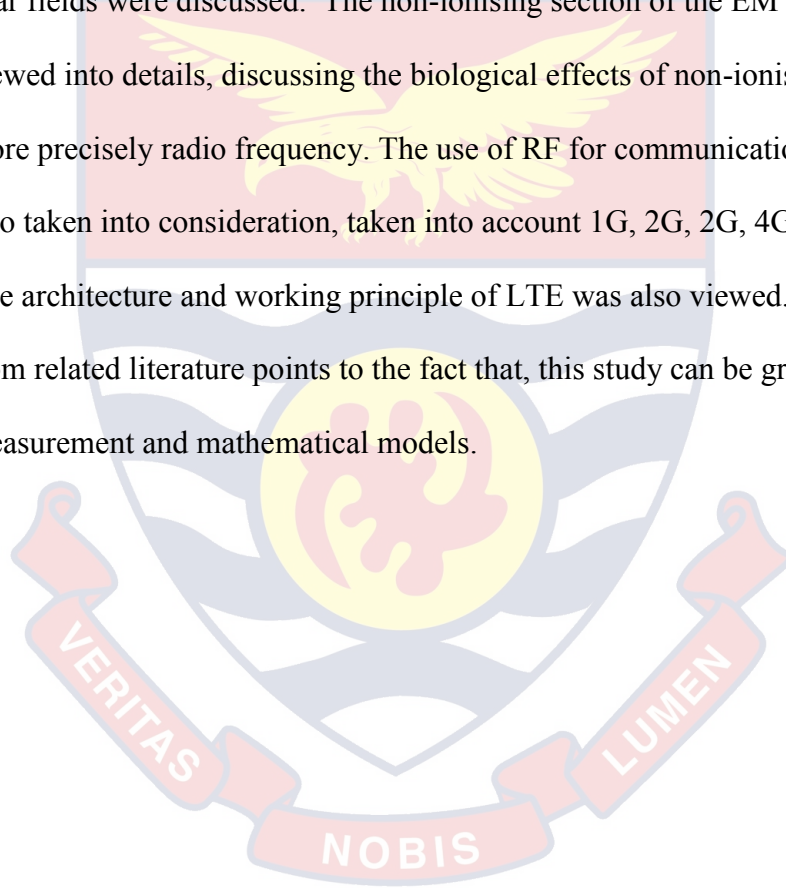 ar fields were discussed. The non-ionising section of the EM
ewed into details, discussing the biological effects of non-ionis
ore precisely radio frequency. The use of RF for communicatio
o taken into consideration, taken into account 1G, 2G, 2G, 4G
e architecture and working principle of LTE was also viewed.
om related literature points to the fact that, this study can be gr
easurement and mathematical models.
VERITAS
NOBIS
LUMEN